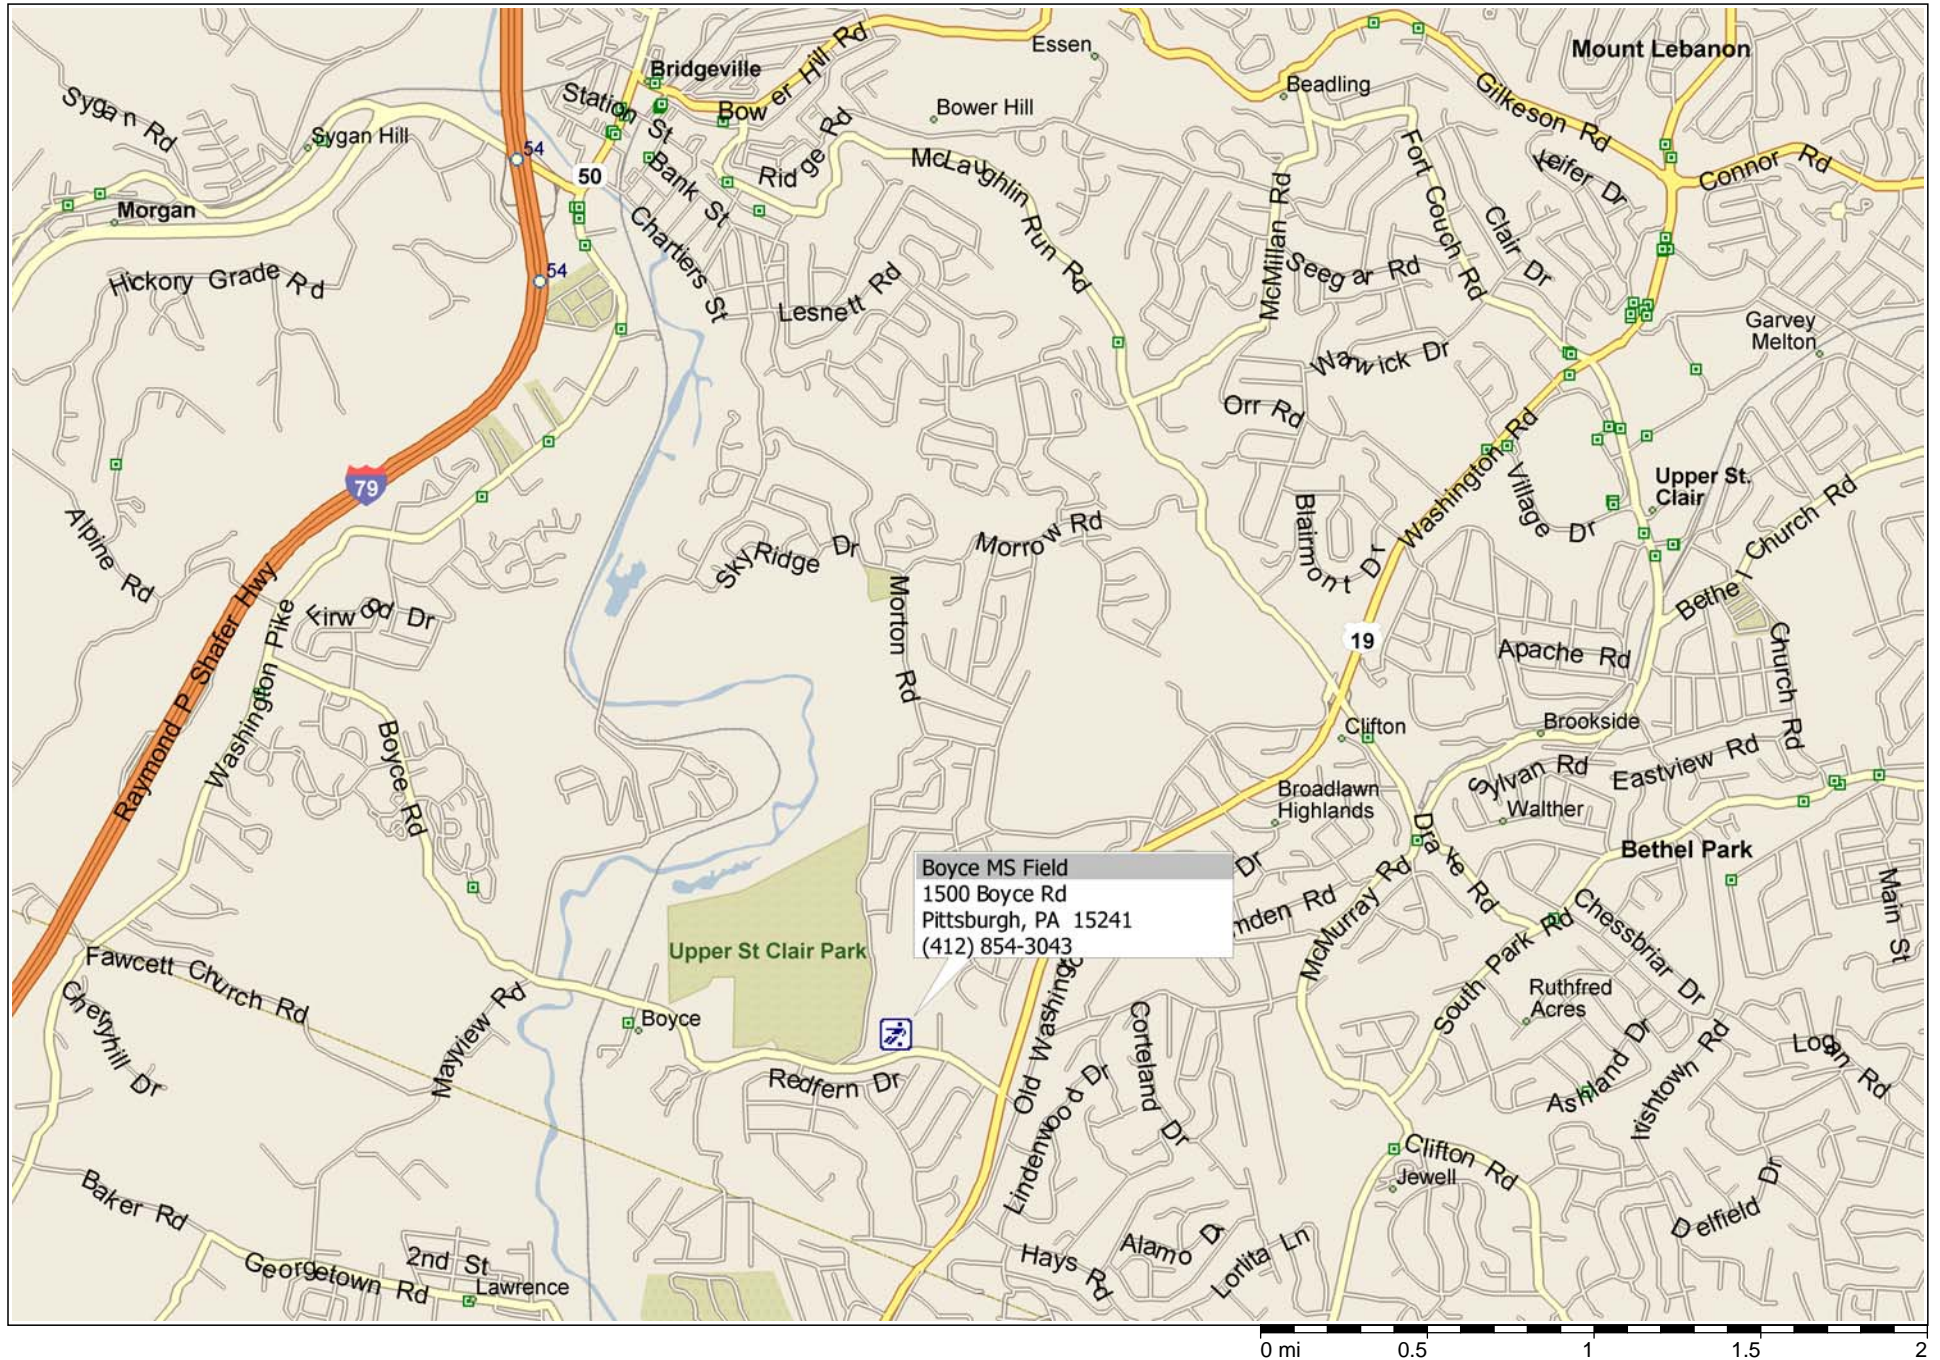 Essen
Mount Lebanon
Bridgeville
Bower Hill Rd
Beadling
Gilkeson Rd
Sygan Rd
Station St
Bower Hill
Sygan Hill
54
50
Bank St
Ridge Rd
McLaughlin Run Rd
Fort Couch Rd
Leifer Dr
Connor Rd
Morgan
McMillan Rd
Clair Dr
Chartiers St
Hickory Grade Rd
54
Seegar Rd
Lesnett Rd
Garvey
Melton
Warwick Dr
Orr Rd
79
Washington Rd
Upper St.
Clair
Village Dr
Church Rd
Alpine Rd
Blairmont Dr
Morrow Rd
Sky Ridge Dr
Bethel
Morton Rd
Firwood Dr
19
Apache Rd
Church Rd
Raymond P Shafer Hwy
Washington Pike
Boyce Rd
Clifton
Brookside
Eastview Rd
Sylvan Rd
Broadlawn
Highlands
Walther
Drake Rd
Bethel Park
Boyce MS Field
1500 Boyce Rd
Pittsburgh, PA 15241
(412) 854-3043
Dr
mden Rd
McMurray Rd
Main St
Chessbriar Dr
South Park Rd
Upper St Clair Park
Fawcett Church Rd
Cherryhill Dr
Mayview Rd
Boyce
Ruthfred
Acres
Old Washingto
Corteland Dr
Logan Rd
Redfern Dr
Lindenwood Dr
Ashland Dr
Irishtown Rd
Clifton Rd
Jewell
Baker Rd
Delfield Dr
Georgetown Rd
2nd St
Lawrence
Hays Rd
Alamo Dr
Lorlita Ln
0 mi 0.5 1 1.5 2